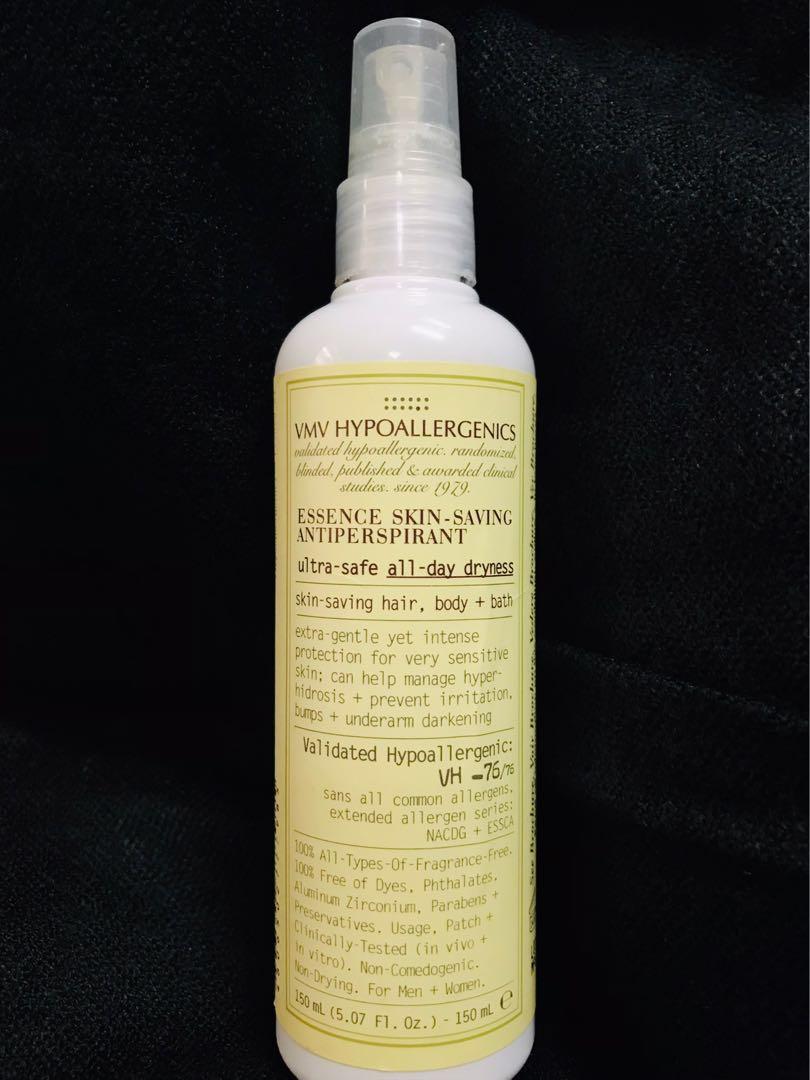 VMV HYPOALLERGENICS
validated hypoallergenic. randomized,
blinded, published & awarded clinical
studies. since 1979.
ESSENCE SKIN-SAVING
ANTIPERSPIRANT
ultra-safe all-day dryness
skin-saving hair, body + bath
extra-gentle yet intense
protection for very sensitive
skin; can help manage hyper-
hidrosis + prevent irritation,
bumps + underarm darkening
Validated Hypoallergenic:
VH -76/76
sans all common allergens,
extended allergen series:
NACDG + ESSCA
100% All-Types-Of-Fragrance-Free.
100% Free of Dyes, Phthalates,
Aluminum Zirconium, Parabens +
Preservatives. Usage, Patch +
Clinically-Tested (in vivo +
in vitro). Non-Comedogenic.
Non-Drying. For Men + Women.
150 mL (5.07 Fl. Oz.) - 150 mL ℮
See Brochure. Voir Brochure.